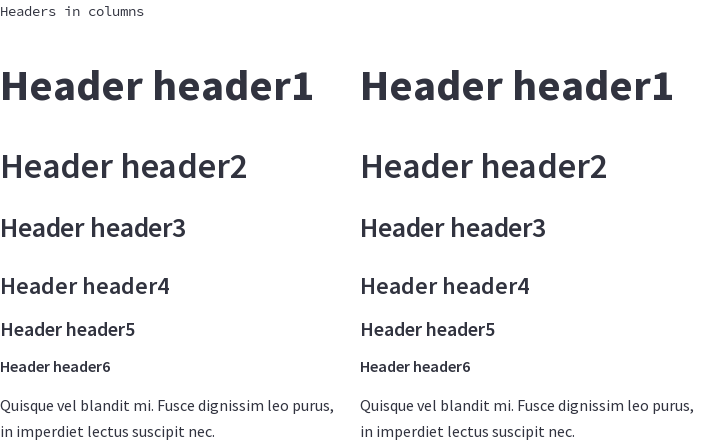 Headers in columns
Header header1
Header header2
Header header3
Header header4
Header header5
Header header6
Quisque vel blandit mi. Fusce dignissim leo purus,
in imperdiet lectus suscipit nec.
Header header1
Header header2
Header header3
Header header4
Header header5
Header header6
Quisque vel blandit mi. Fusce dignissim leo purus,
in imperdiet lectus suscipit nec.